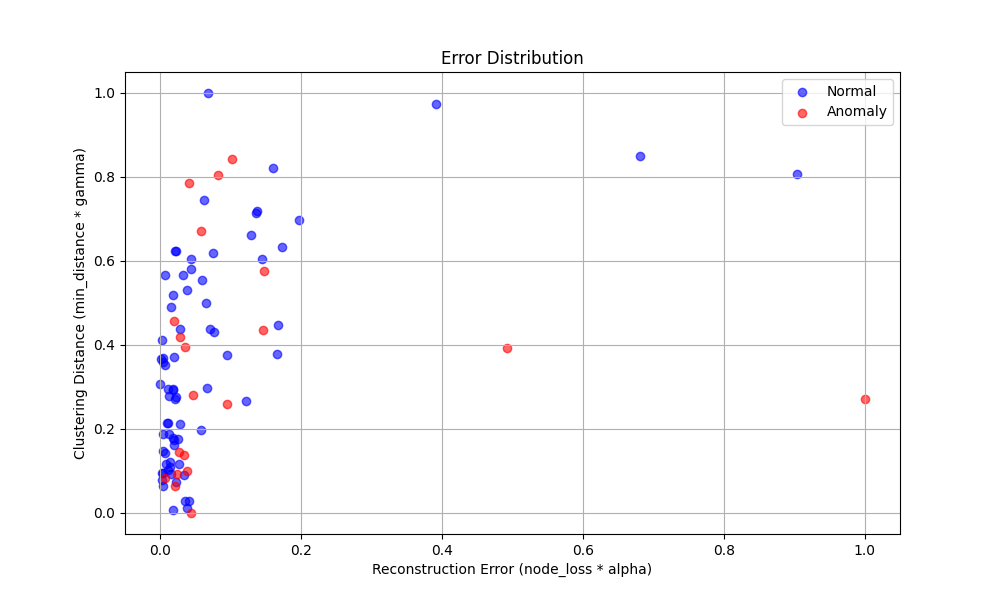 Error Distribution
Normal
Anomaly
1.0
0.8
0.6
0.4
0.2
0.0
Clustering Distance (min_distance * gamma)
0.0 0.2 0.4 0.6 0.8 1.0
Reconstruction Error (node_loss * alpha)